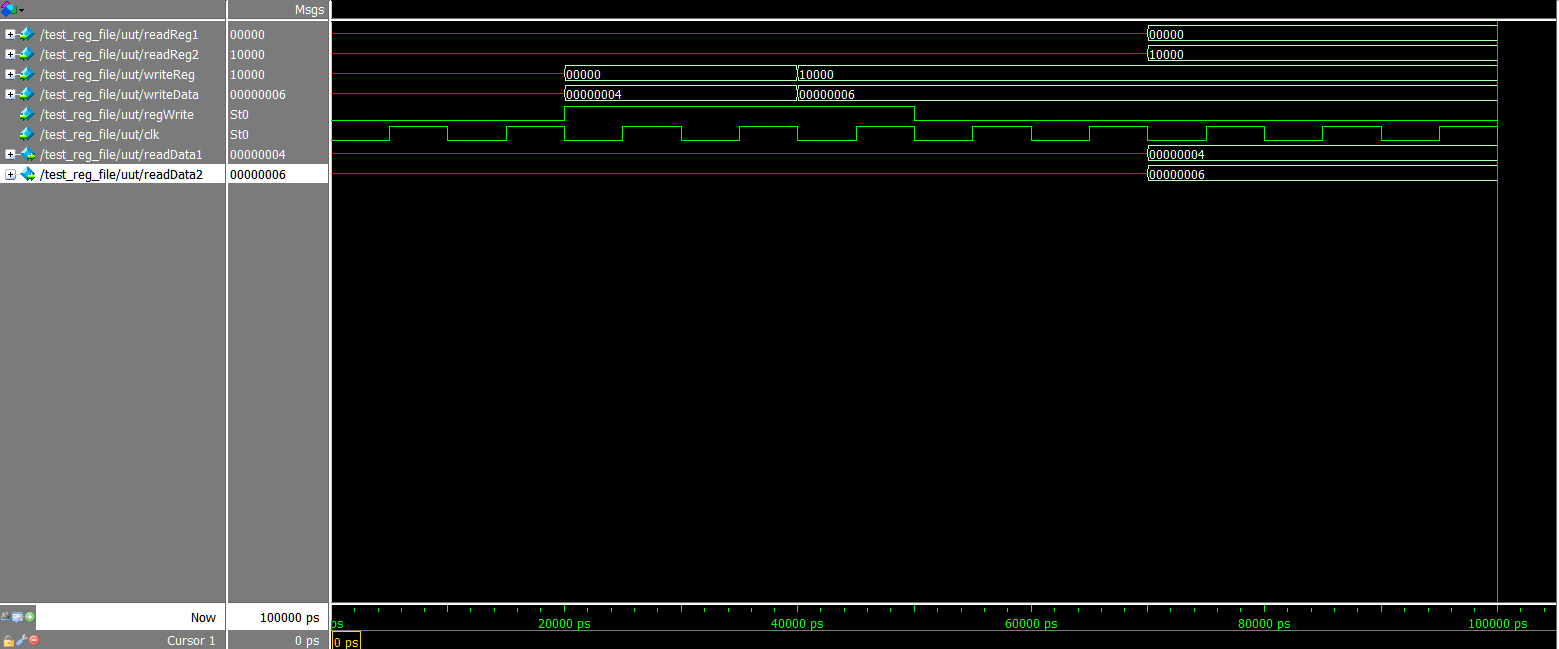 Msgs
/test_reg_file/uut/readReg1 00000 00000
/test_reg_file/uut/readReg2 10000 10000
/test_reg_file/uut/writeReg 10000 00000 10000
/test_reg_file/uut/writeData 00000006 00000004 00000006
/test_reg_file/uut/regWrite St0
/test_reg_file/uut/clk St0
/test_reg_file/uut/readData1 00000004 00000004
/test_reg_file/uut/readData2 00000006 00000006
Now 100000 ps ps 20000 ps 40000 ps 60000 ps 80000 ps 100000 ps
Cursor 1 0 ps 0 ps